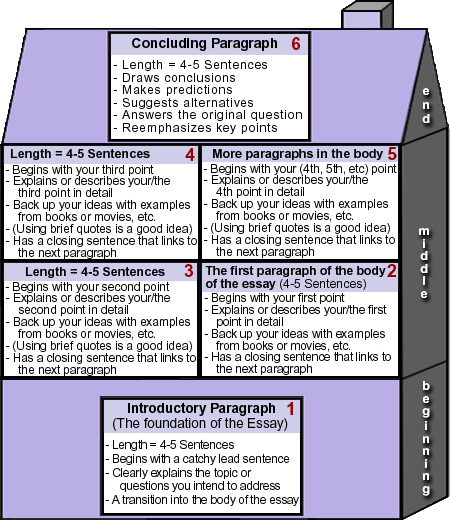 Concluding Paragraph 6
- Length = 4-5 Sentences
- Draws conclusions
- Makes predictions
- Suggests alternatives
- Answers the original question
- Reemphasizes key points
end
Length = 4-5 Sentences 4
- Begins with your third point
- Explains or describes your/the
third point in detail
- Back up your ideas with examples
from books or movies, etc.
- (Using brief quotes is a good idea)
- Has a closing sentence that links to
the next paragraph
More paragraphs in the body 5
- Begins with your (4th, 5th, etc) point
- Explains or describes your/the
4th point in detail
- Back up your ideas with examples
from books or movies, etc.
- (Using brief quotes is a good idea)
- Has a closing sentence that links to
the next paragraph
middle
Length = 4-5 Sentences 3
- Begins with your second point
- Explains or describes your/the
second point in detail
- Back up your ideas with examples
from books or movies, etc.
- (Using brief quotes is a good idea)
- Has a closing sentence that links to
the next paragraph
The first paragraph of the body 2
of the essay (4-5 Sentences)
- Begins with your first point
- Explains or describes your/the first
point in detail
- Back up your ideas with examples
from books or movies, etc.
- Has a closing sentence that links to
the next paragraph
beginning
Introductory Paragraph 1
(The foundation of the Essay)
- Length = 4-5 Sentences
- Begins with a catchy lead sentence
- Clearly explains the topic or
questions you intend to address
- A transition into the body of the essay